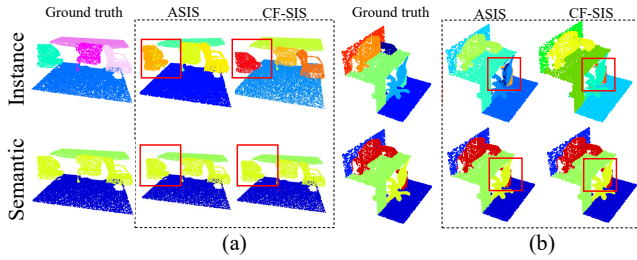 Ground truth ASIS CF-SIS Ground truth ASIS CF-SIS
Instance
Semantic
(a) (b)